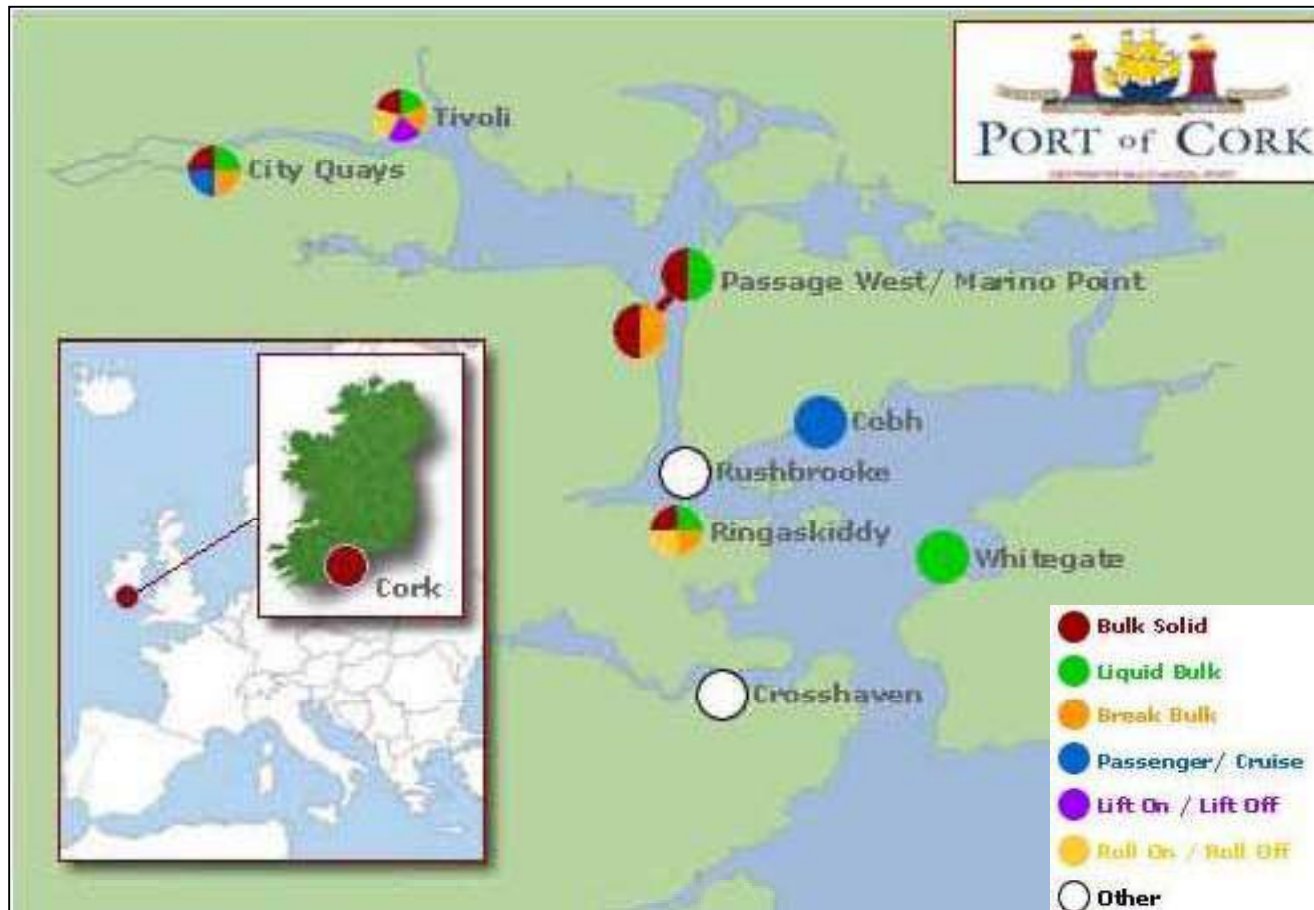 PORT of CORK
Tivoli
City Quays
Passage West/ Marino Point
Cobh
Rushbrooke
Ringaskiddy
Whitegate
Cork
Crosshaven
Bulk Solid
Liquid Bulk
Break Bulk
Passenger/ Cruise
Lift On / Lift Off
Roll On / Roll Off
Other